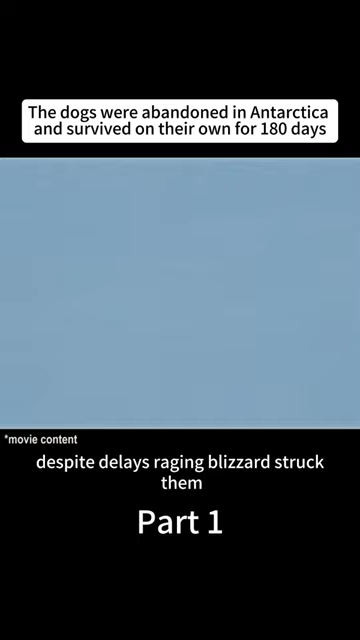 The dogs were abandoned in Antarctica
and survived on their own for 180 days
*movie content
despite delays raging blizzard struck
them
Part 1